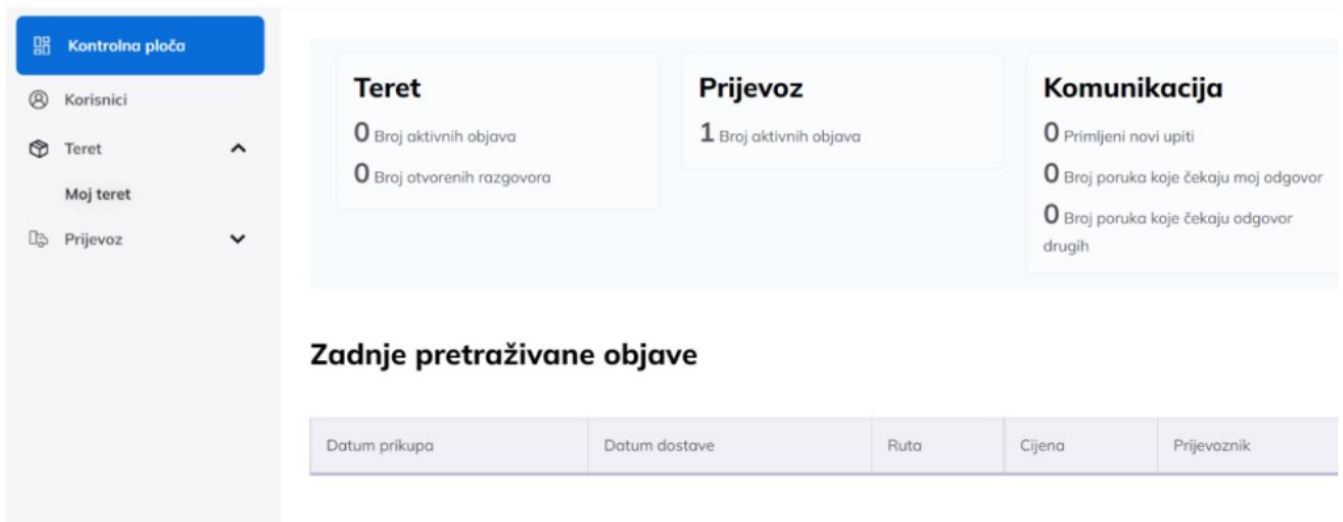 Kontrolna ploča
Korisnici
Teret
Moj teret
Prijevoz
Teret
0 Broj aktivnih objava
0 Broj otvorenih razgovora
Prijevoz
1 Broj aktivnih objava
Komunikacija
0 Primljeni novi upiti
0 Broj poruka koje čekaju moj odgovor
0 Broj poruka koje čekaju odgovor
drugih
Zadnje pretraživane objave
Datum prikupa Datum dostave Ruta Cijena Prijevoznik